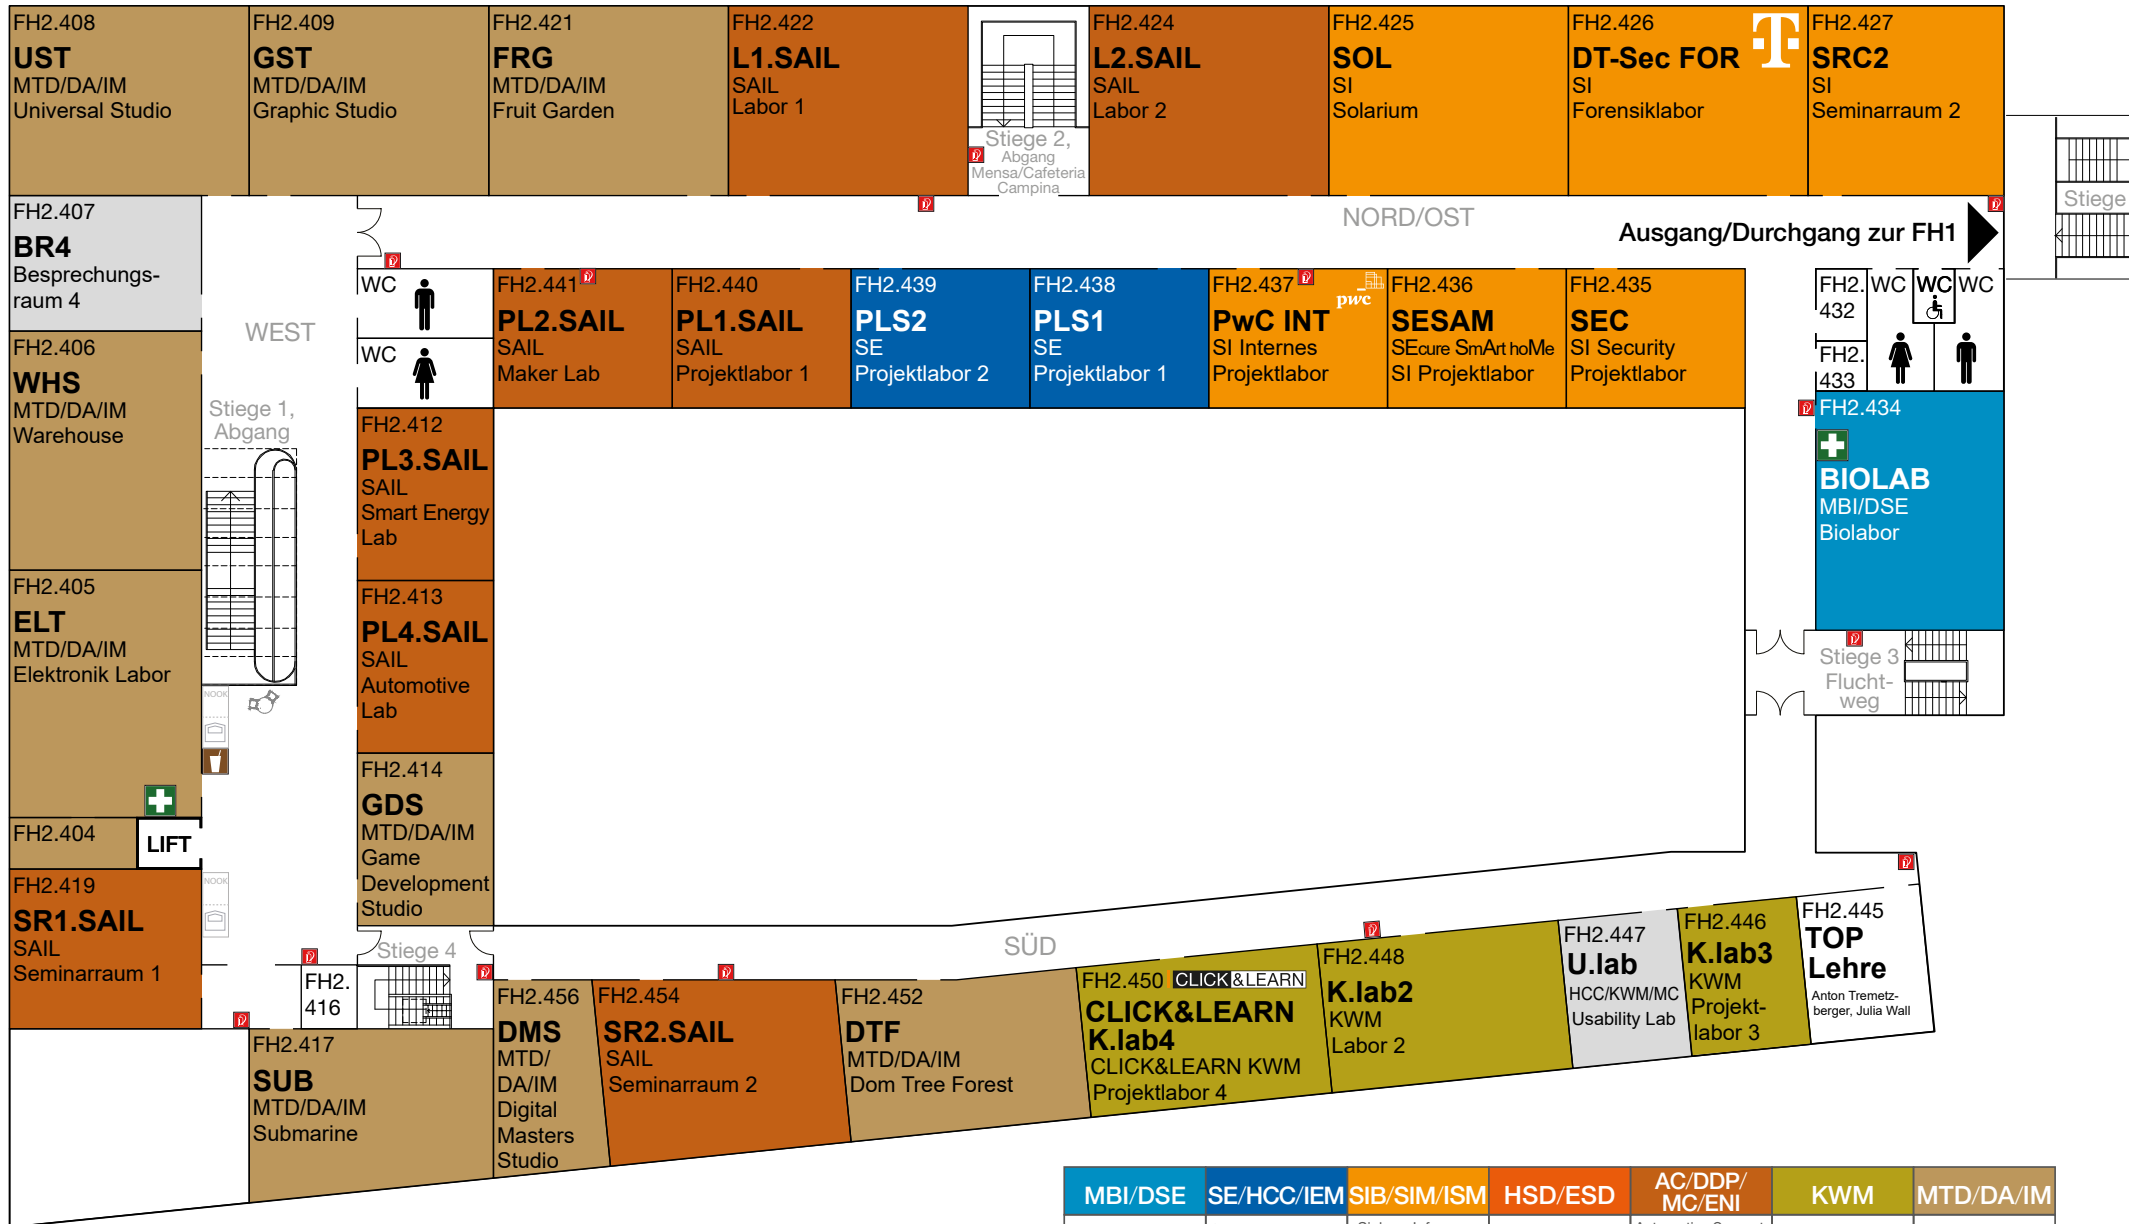 FH2.408
UST
MTD/DA/IM
Universal Studio
FH2.409
GST
MTD/DA/IM
Graphic Studio
FH2.421
FRG
MTD/DA/IM
Fruit Garden
FH2.422
L1.SAIL
SAIL
Labor 1
Stiege 2,
Abgang
Mensa/Cafeteria
Campina
FH2.424
L2.SAIL
SAIL
Labor 2
FH2.425
SOL
SI
Solarium
FH2.426
DT-Sec FOR
SI
Forensiklabor
T
FH2.427
SRC2
SI
Seminarraum 2
Stiege
NORD/OST
Ausgang/Durchgang zur FH1
FH2.407
BR4
Besprechungs-
raum 4
WEST
WC
WC
FH2.441
PL2.SAIL
SAIL
Maker Lab
FH2.440
PL1.SAIL
SAIL
Projektlabor 1
FH2.439
PLS2
SE
Projektlabor 2
FH2.438
PLS1
SE
Projektlabor 1
FH2.437
pwc
PwC INT
SI Internes
Projektlabor
FH2.436
SESAM
SEcure SmArt hoMe
SI Projektlabor
FH2.435
SEC
SI Security
Projektlabor
FH2.
432
FH2.
433
WC
WC
WC
FH2.406
WHS
MTD/DA/IM
Warehouse
Stiege 1,
Abgang
FH2.412
PL3.SAIL
SAIL
Smart Energy
Lab
FH2.434
BIOLAB
MBI/DSE
Biolabor
FH2.405
ELT
MTD/DA/IM
Elektronik Labor
NOOK
FH2.413
PL4.SAIL
SAIL
Automotive
Lab
Stiege 3
Flucht-
weg
FH2.414
GDS
MTD/DA/IM
Game
Development
Studio
FH2.404
LIFT
NOOK
FH2.419
SR1.SAIL
SAIL
Seminarraum 1
Stiege 4
FH2.
416
SÜD
FH2.417
SUB
MTD/DA/IM
Submarine
FH2.456
DMS
MTD/
DA/IM
Digital
Masters
Studio
FH2.454
SR2.SAIL
SAIL
Seminarraum 2
FH2.452
DTF
MTD/DA/IM
Dom Tree Forest
FH2.450 CLICK&LEARN
CLICK&LEARN
K.lab4
CLICK&LEARN KWM
Projektlabor 4
FH2.448
K.lab2
KWM
Labor 2
FH2.447
U.lab
HCC/KWM/MC
Usability Lab
FH2.446
K.lab3
KWM
Projekt-
labor 3
FH2.445
TOP
Lehre
Anton Tremetz-
berger, Julia Wall
MBI/DSE
SE/HCC/IEM
SIB/SIM/ISM
HSD/ESD
AC/DDP/
MC/ENI
KWM
MTD/DA/IM